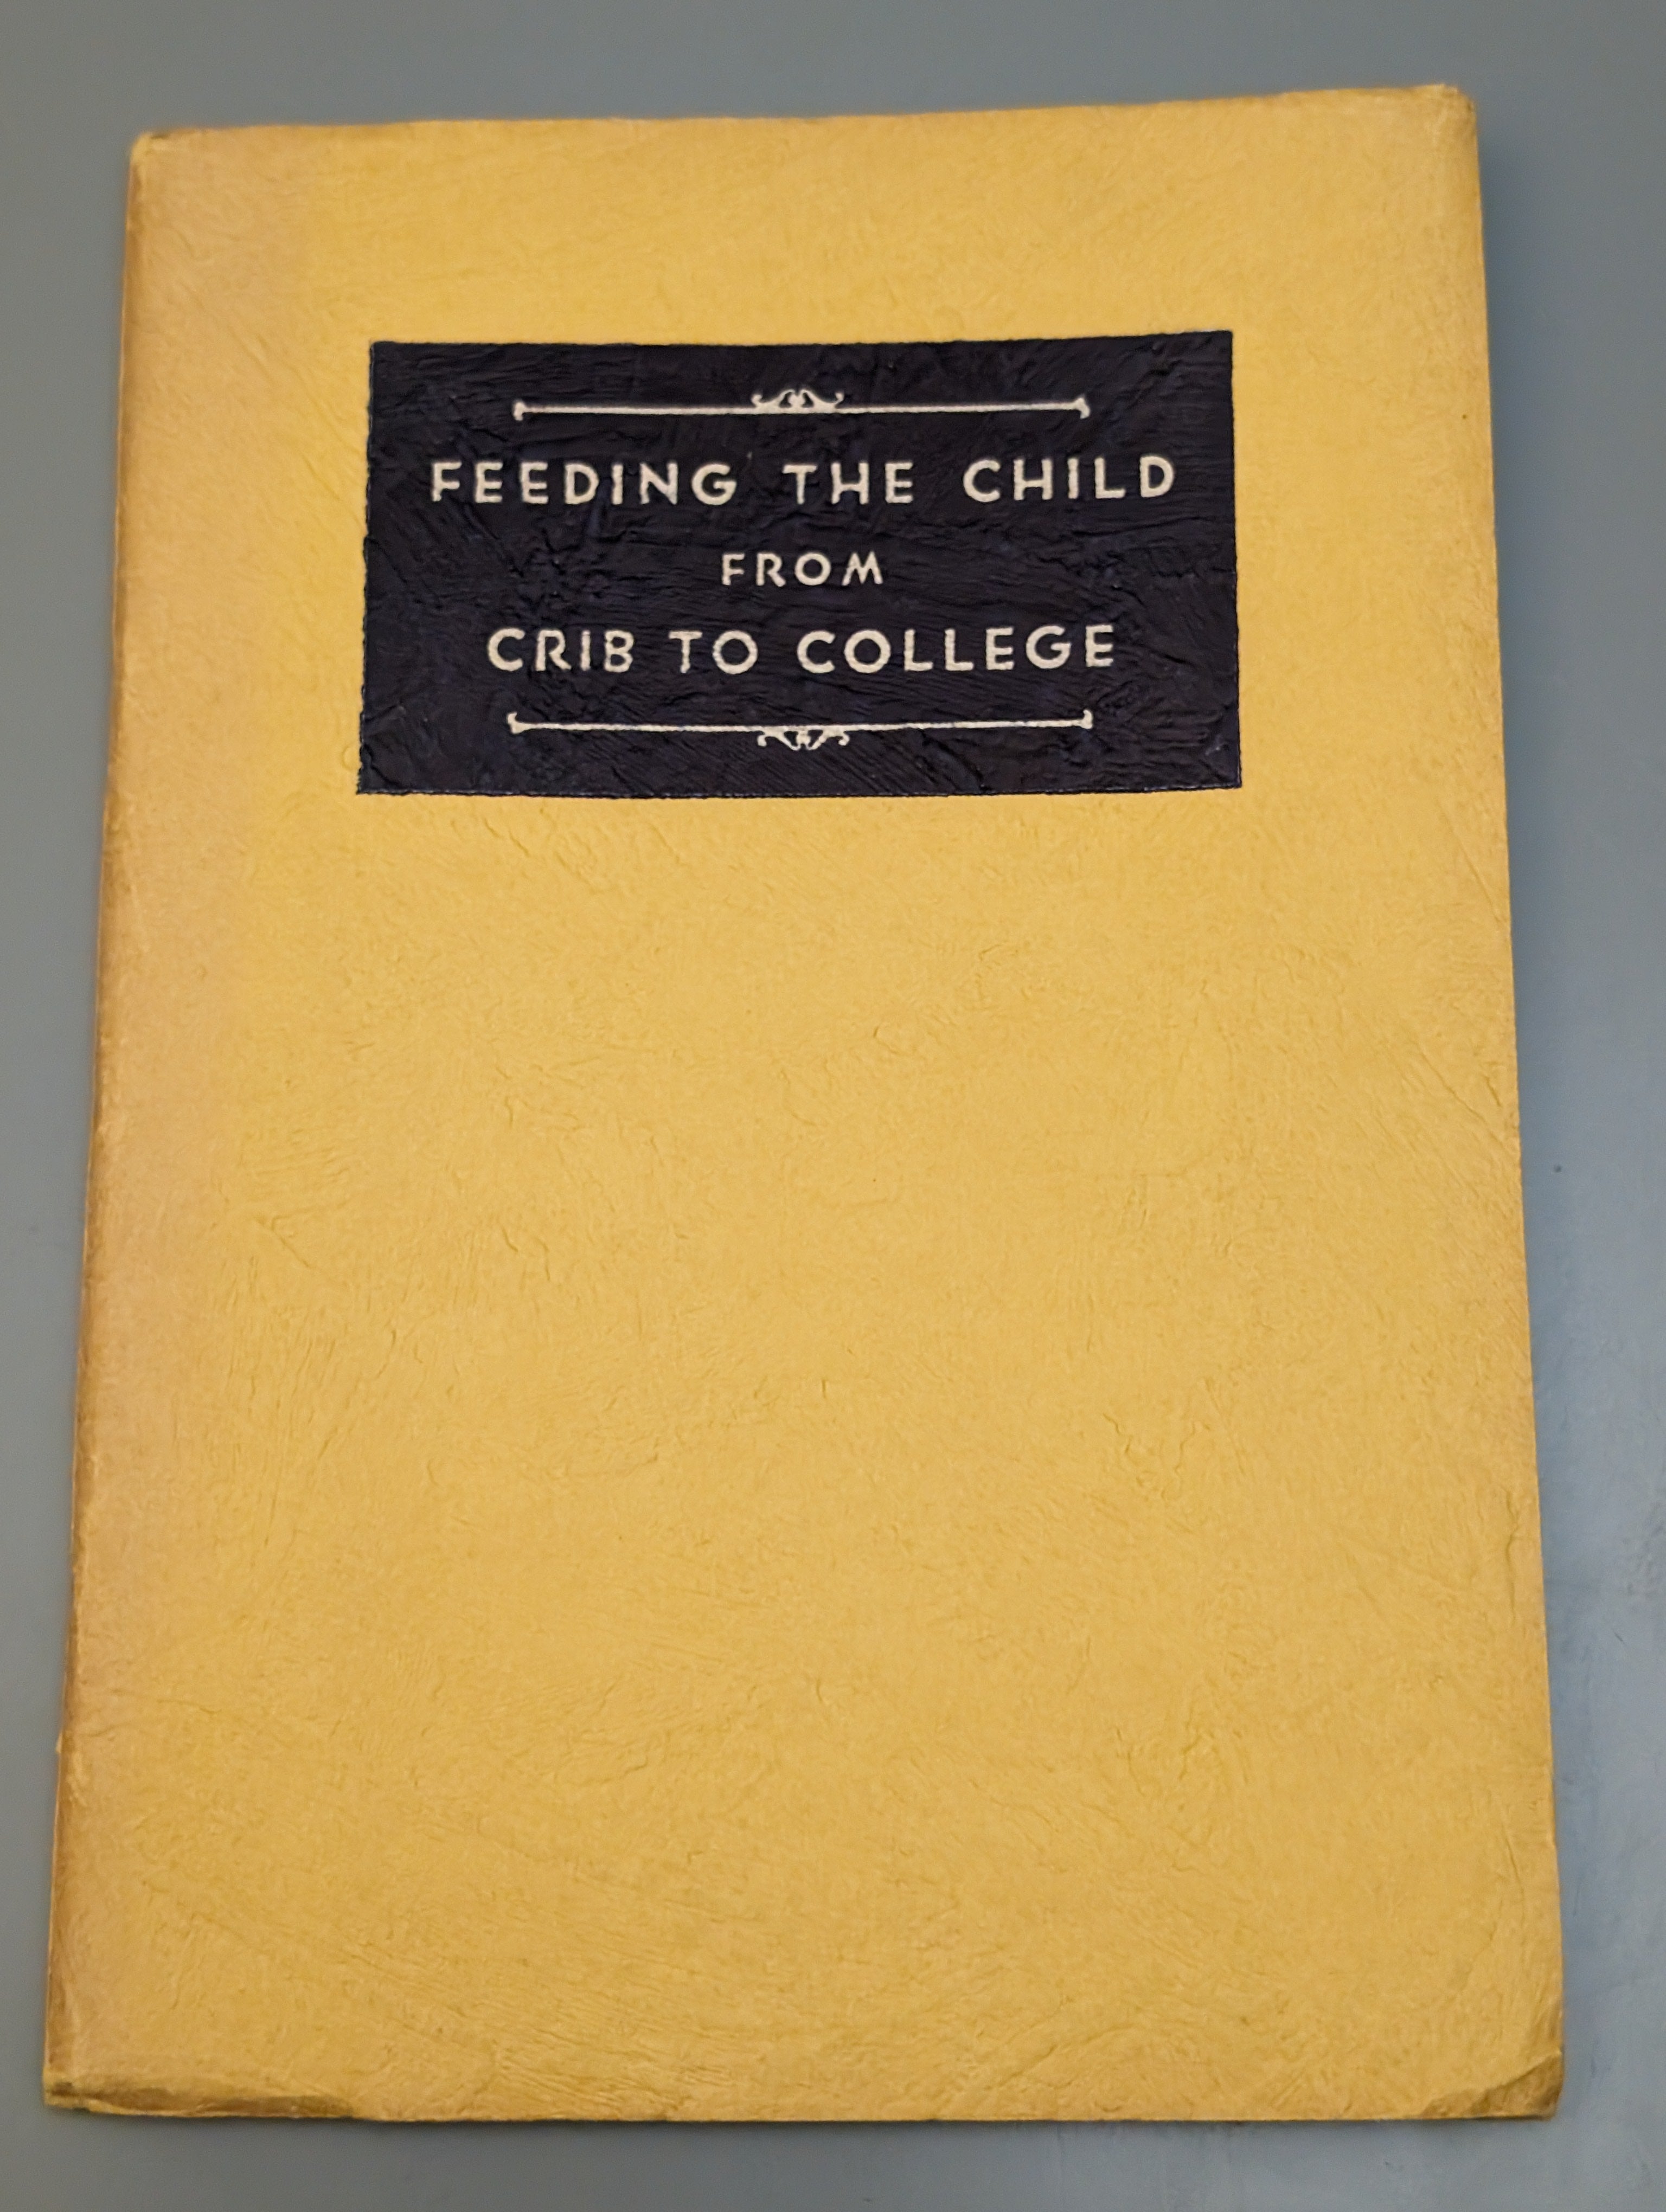 FEEDING THE CHILD
FROM
CRIB TO COLLEGE